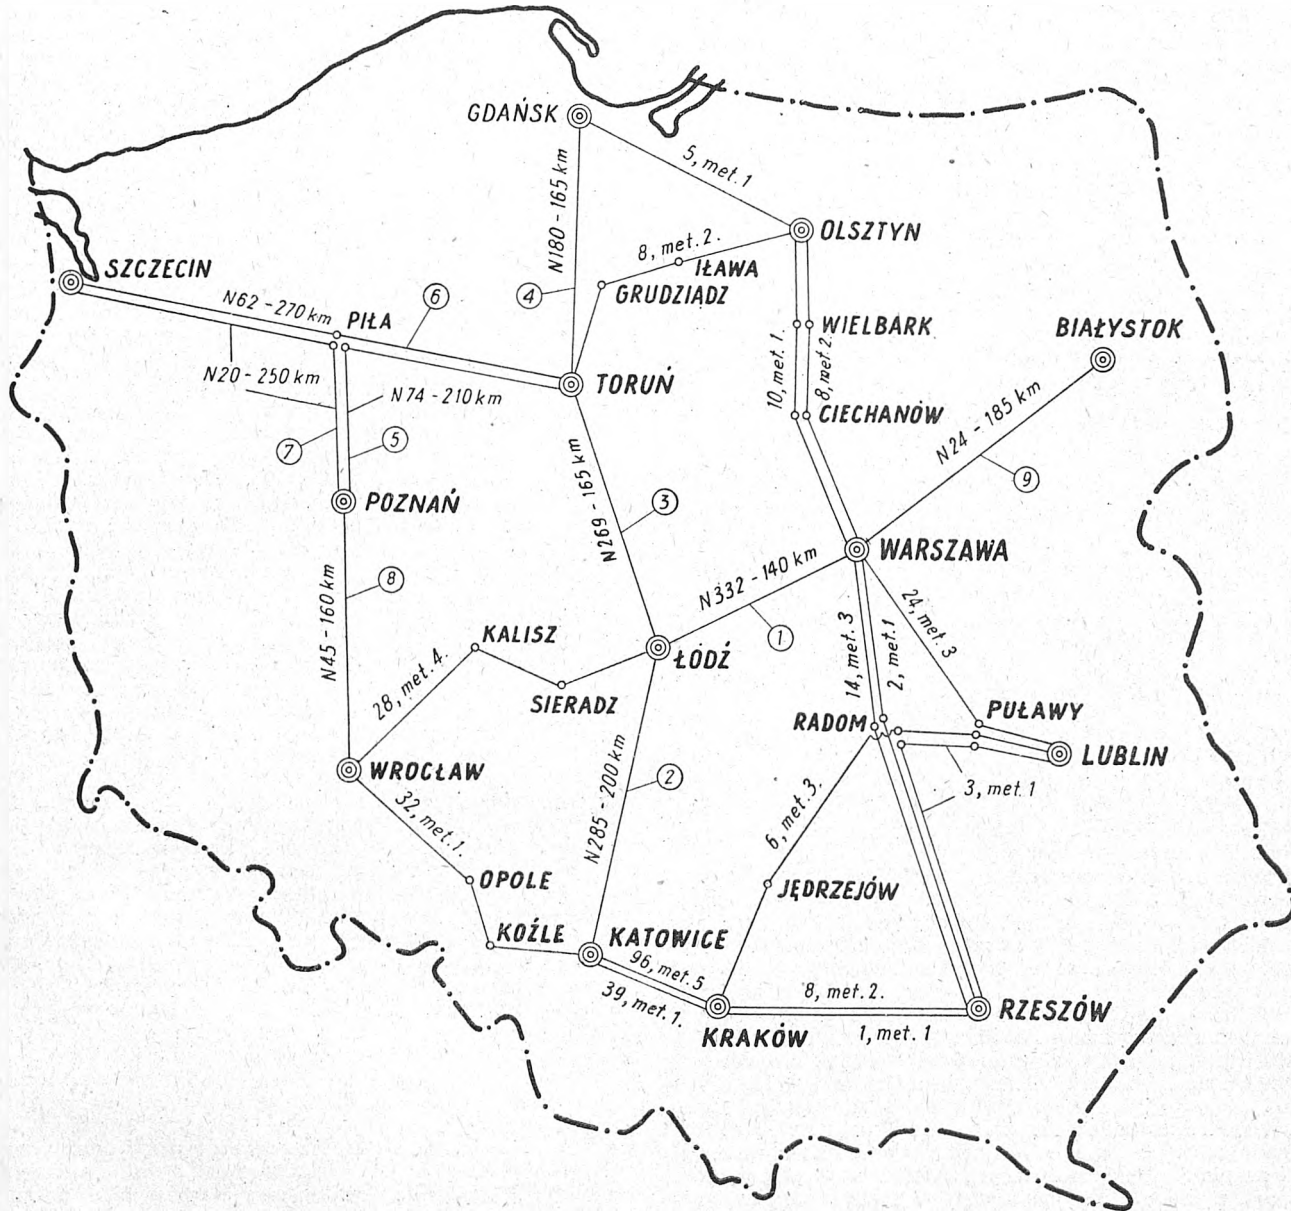 GDAŃSK
5, met.1
N180 - 165 km
OLSZTYN
8, met.2.
IŁAWA
GRUDZIĄDZ
SZCZECIN
N62 - 270 km
6
4
PIŁA
WIELBARK
BIAŁYSTOK
N20 - 250 km
N74 - 210 km
TORUŃ
10, met.1.
8, met.2.
CIECHANÓW
N24 - 185 km
7
5
9
POZNAŃ
N269 - 165 km
3
WARSZAWA
N332 - 140 km
N45 - 160 km
8
1
KALISZ
ŁÓDŹ
28, met.4.
SIERADZ
14, met.3
2, met.1
24, met.3
RADOM
PUŁAWY
LUBLIN
WROCŁAW
3, met.1
N285 - 200 km
2
32, met.1.
6, met.3.
OPOLE
JĘDRZEJÓW
KOŹLE
KATOWICE
96, met.5
39, met.1.
8, met.2.
RZESZÓW
KRAKÓW
1, met.1